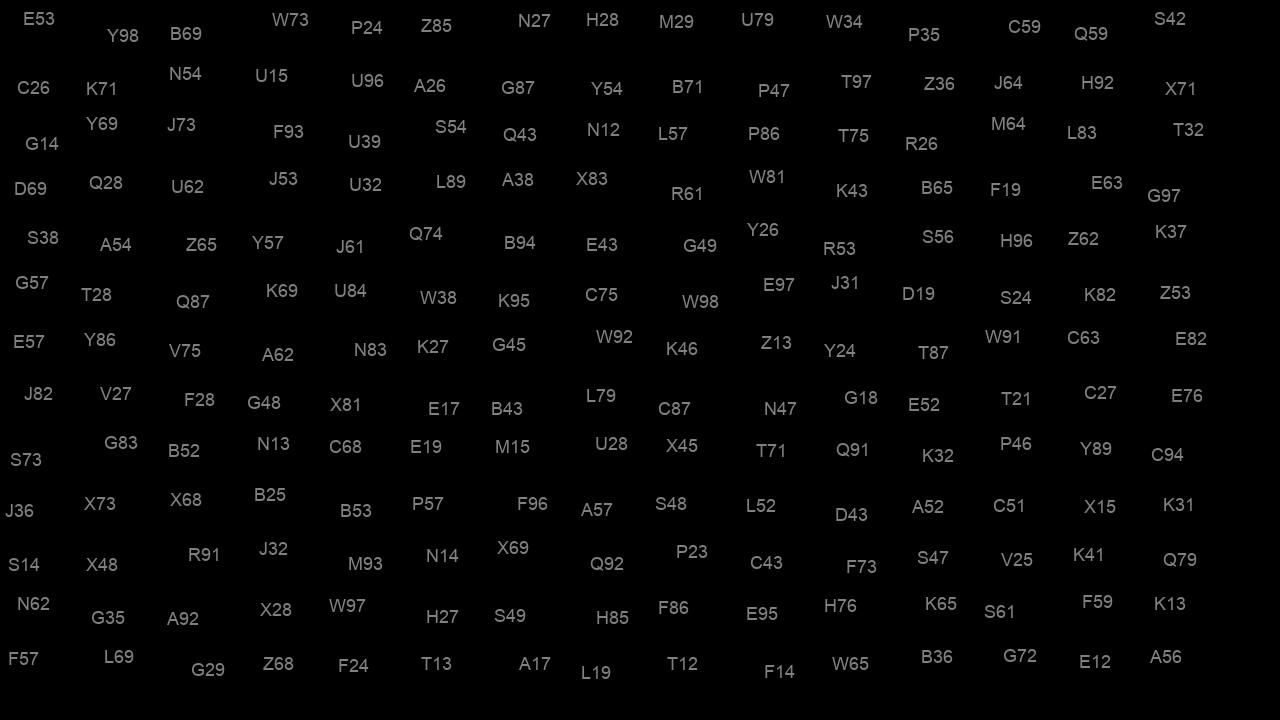 E53 Y98 B69 W73 P24 Z85 N27 H28 M29 U79 W34 P35 C59 Q59 S42
C26 K71 N54 U15 U96 A26 G87 Y54 B71 P47 T97 Z36 J64 H92 X71
G14 Y69 J73 F93 U39 S54 Q43 N12 L57 P86 T75 R26 M64 L83 T32
D69 Q28 U62 J53 U32 L89 A38 X83 R61 W81 K43 B65 F19 E63 G97
S38 A54 Z65 Y57 J61 Q74 B94 E43 G49 Y26 R53 S56 H96 Z62 K37
G57 T28 Q87 K69 U84 W38 K95 C75 W98 E97 J31 D19 S24 K82 Z53
E57 Y86 V75 A62 N83 K27 G45 W92 K46 Z13 Y24 T87 W91 C63 E82
J82 V27 F28 G48 X81 E17 B43 L79 C87 N47 G18 E52 T21 C27 E76
S73 G83 B52 N13 C68 E19 M15 U28 X45 T71 Q91 K32 P46 Y89 C94
J36 X73 X68 B25 B53 P57 F96 A57 S48 L52 D43 A52 C51 X15 K31
S14 X48 R91 J32 M93 N14 X69 Q92 P23 C43 F73 S47 V25 K41 Q79
N62 G35 A92 X28 W97 H27 S49 H85 F86 E95 H76 K65 S61 F59 K13
F57 L69 G29 Z68 F24 T13 A17 L19 T12 F14 W65 B36 G72 E12 A56